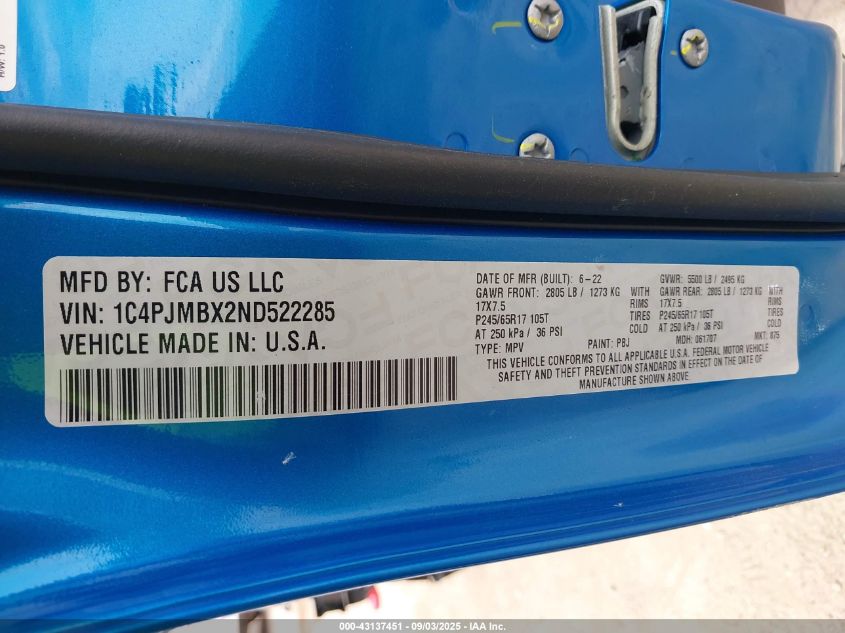 H/W: 1.0
MFD BY: FCA US LLC
VIN: 1C4PJMBX2ND522285
VEHICLE MADE IN: U.S.A.
DATE OF MFR (BUILT): 6-22 GVWR: 5500 LB / 2495 KG
GAWR FRONT: 2805 LB / 1273 KG WITH GAWR REAR: 2805 LB / 1273 KG WITH
17X7.5 RIMS 17X7.5 RIMS
P245/65R17 105T TIRES P245/65R17 105T TIRES
AT 250 kPa / 36 PSI COLD AT 250 kPa / 36 PSI COLD
TYPE: MPV PAINT: PBJ MDH: 061707 MKT: 875
THIS VEHICLE CONFORMS TO ALL APPLICABLE U.S.A. FEDERAL MOTOR VEHICLE
SAFETY AND THEFT PREVENTION STANDARDS IN EFFECT ON THE DATE OF
MANUFACTURE SHOWN ABOVE.
000-43137451 - 09/03/2025 - IAA Inc.